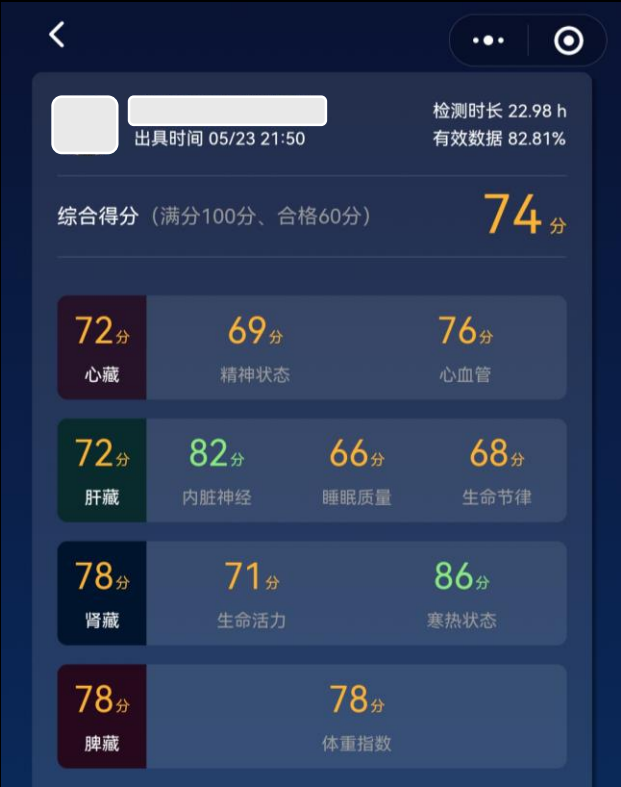 检测时长 22.98 h
出具时间 05/23 21:50
有效数据 82.81%
综合得分（满分100分、合格60分） 74分
72分 69分 76分
心藏 精神状态 心血管
72分 82分 66分 68分
肝藏 内脏神经 睡眠质量 生命节律
78分 71分 86分
肾藏 生命活力 寒热状态
78分 78分
脾藏 体重指数